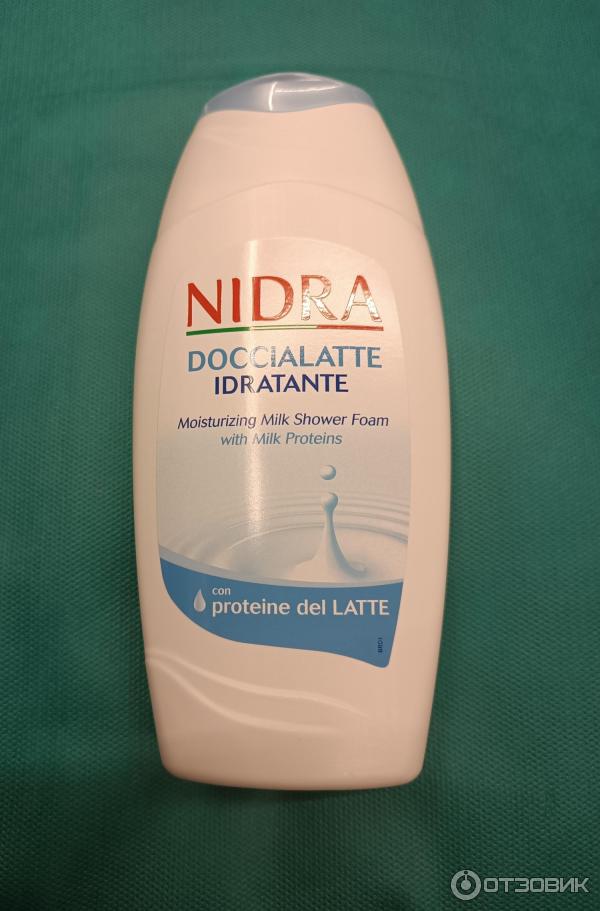 NIDRA
DOCCIALATTE
IDRATANTE
Moisturizing Milk Shower Foam
with Milk Proteins
con
proteine del LATTE
ОТЗОВИК